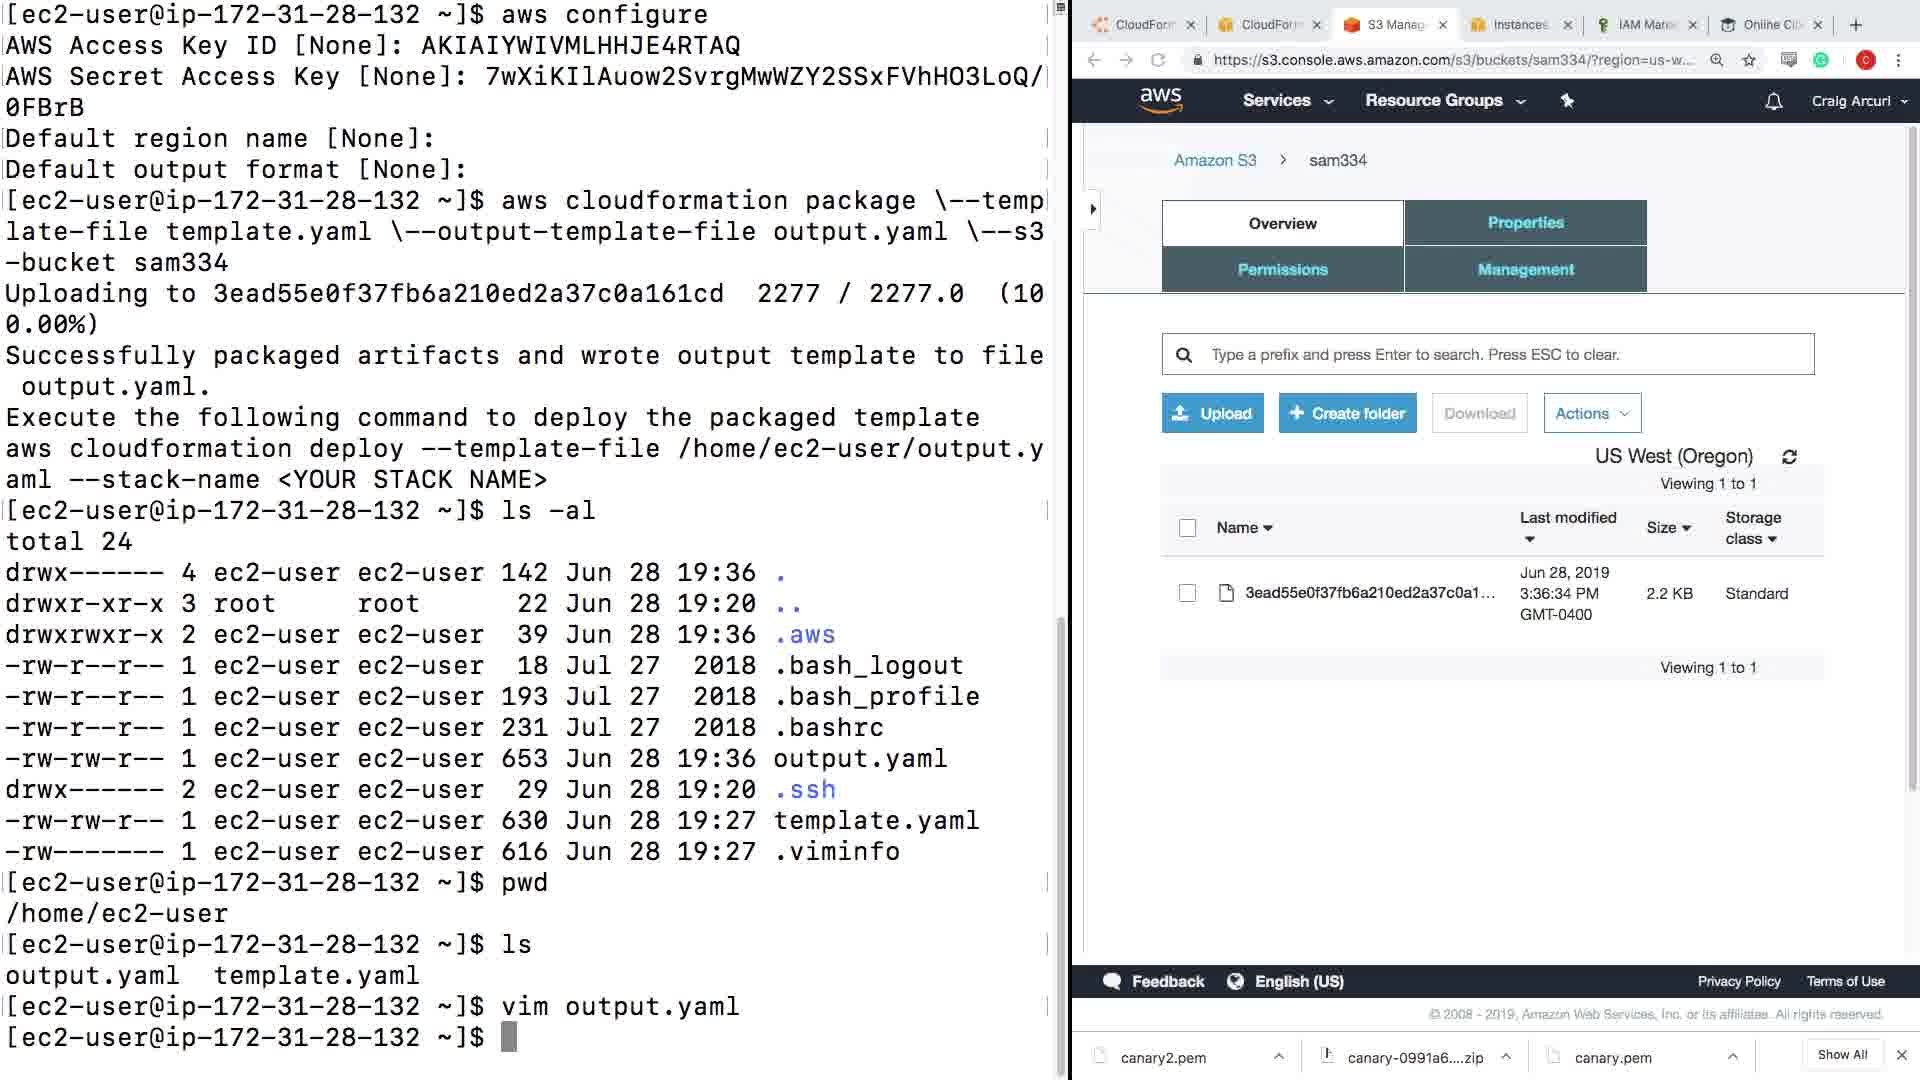 [ec2-user@ip-172-31-28-132 ~]$ aws configure
AWS Access Key ID [None]: AKIAIYWIVMLHHJE4RTAQ
AWS Secret Access Key [None]: 7wXiKIlAuow2SvrgMwWZY2SSxFVhHO3LoQ/
0FBrB
Default region name [None]:
Default output format [None]:
[ec2-user@ip-172-31-28-132 ~]$ aws cloudformation package \--temp
late-file template.yaml \--output-template-file output.yaml \--s3
-bucket sam334
Uploading to 3ead55e0f37fb6a210ed2a37c0a161cd  2277 / 2277.0  (10
0.00%)
Successfully packaged artifacts and wrote output template to file
 output.yaml.
Execute the following command to deploy the packaged template
aws cloudformation deploy --template-file /home/ec2-user/output.y
aml --stack-name <YOUR STACK NAME>
[ec2-user@ip-172-31-28-132 ~]$ ls -al
total 24
drwx------ 4 ec2-user ec2-user 142 Jun 28 19:36 .
drwxr-xr-x 3 root     root      22 Jun 28 19:20 ..
drwxrwxr-x 2 ec2-user ec2-user  39 Jun 28 19:36 .aws
-rw-r--r-- 1 ec2-user ec2-user  18 Jul 27  2018 .bash_logout
-rw-r--r-- 1 ec2-user ec2-user 193 Jul 27  2018 .bash_profile
-rw-r--r-- 1 ec2-user ec2-user 231 Jul 27  2018 .bashrc
-rw-rw-r-- 1 ec2-user ec2-user 653 Jun 28 19:36 output.yaml
drwx------ 2 ec2-user ec2-user  29 Jun 28 19:20 .ssh
-rw-rw-r-- 1 ec2-user ec2-user 630 Jun 28 19:27 template.yaml
-rw------- 1 ec2-user ec2-user 616 Jun 28 19:27 .viminfo
[ec2-user@ip-172-31-28-132 ~]$ pwd
/home/ec2-user
[ec2-user@ip-172-31-28-132 ~]$ ls
output.yaml  template.yaml
[ec2-user@ip-172-31-28-132 ~]$ vim output.yaml
[ec2-user@ip-172-31-28-132 ~]$
CloudForm CloudForm S3 Manag Instances IAM Mana Online
https://s3.console.aws.amazon.com/s3/buckets/sam334/?region=us-w...
aws Services Resource Groups Craig Arcuri
Amazon S3 > sam334
Overview Properties
Permissions Management
Type a prefix and press Enter to search. Press ESC to clear.
Upload + Create folder Download Actions
US West (Oregon)
Viewing 1 to 1
Name Last modified Size Storage class
3ead55e0f37fb6a210ed2a37c0a1... Jun 28, 2019 3:36:34 PM GMT-0400 2.2 KB Standard
Viewing 1 to 1
Feedback English (US) Privacy Policy Terms of Use
© 2008 - 2019, Amazon Web Services, Inc. or its affiliates. All rights reserved.
canary2.pem canary-0991a6....zip canary.pem Show All